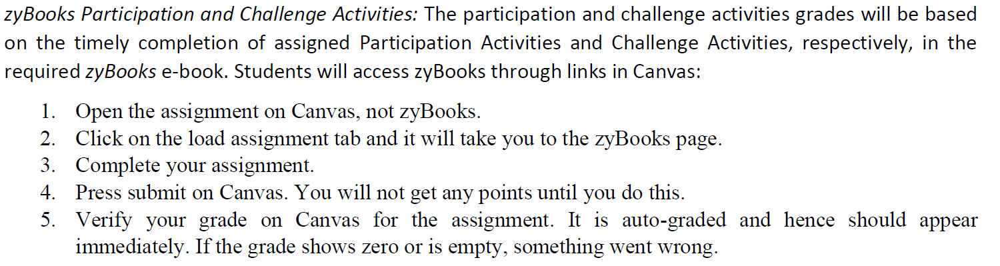 zyBooks Participation and Challenge Activities: The participation and challenge activities grades will be based
on the timely completion of assigned Participation Activities and Challenge Activities, respectively, in the
required zyBooks e-book. Students will access zyBooks through links in Canvas:
1. Open the assignment on Canvas, not zyBooks.
2. Click on the load assignment tab and it will take you to the zyBooks page.
3. Complete your assignment.
4. Press submit on Canvas. You will not get any points until you do this.
5. Verify your grade on Canvas for the assignment. It is auto-graded and hence should appear
immediately. If the grade shows zero or is empty, something went wrong.